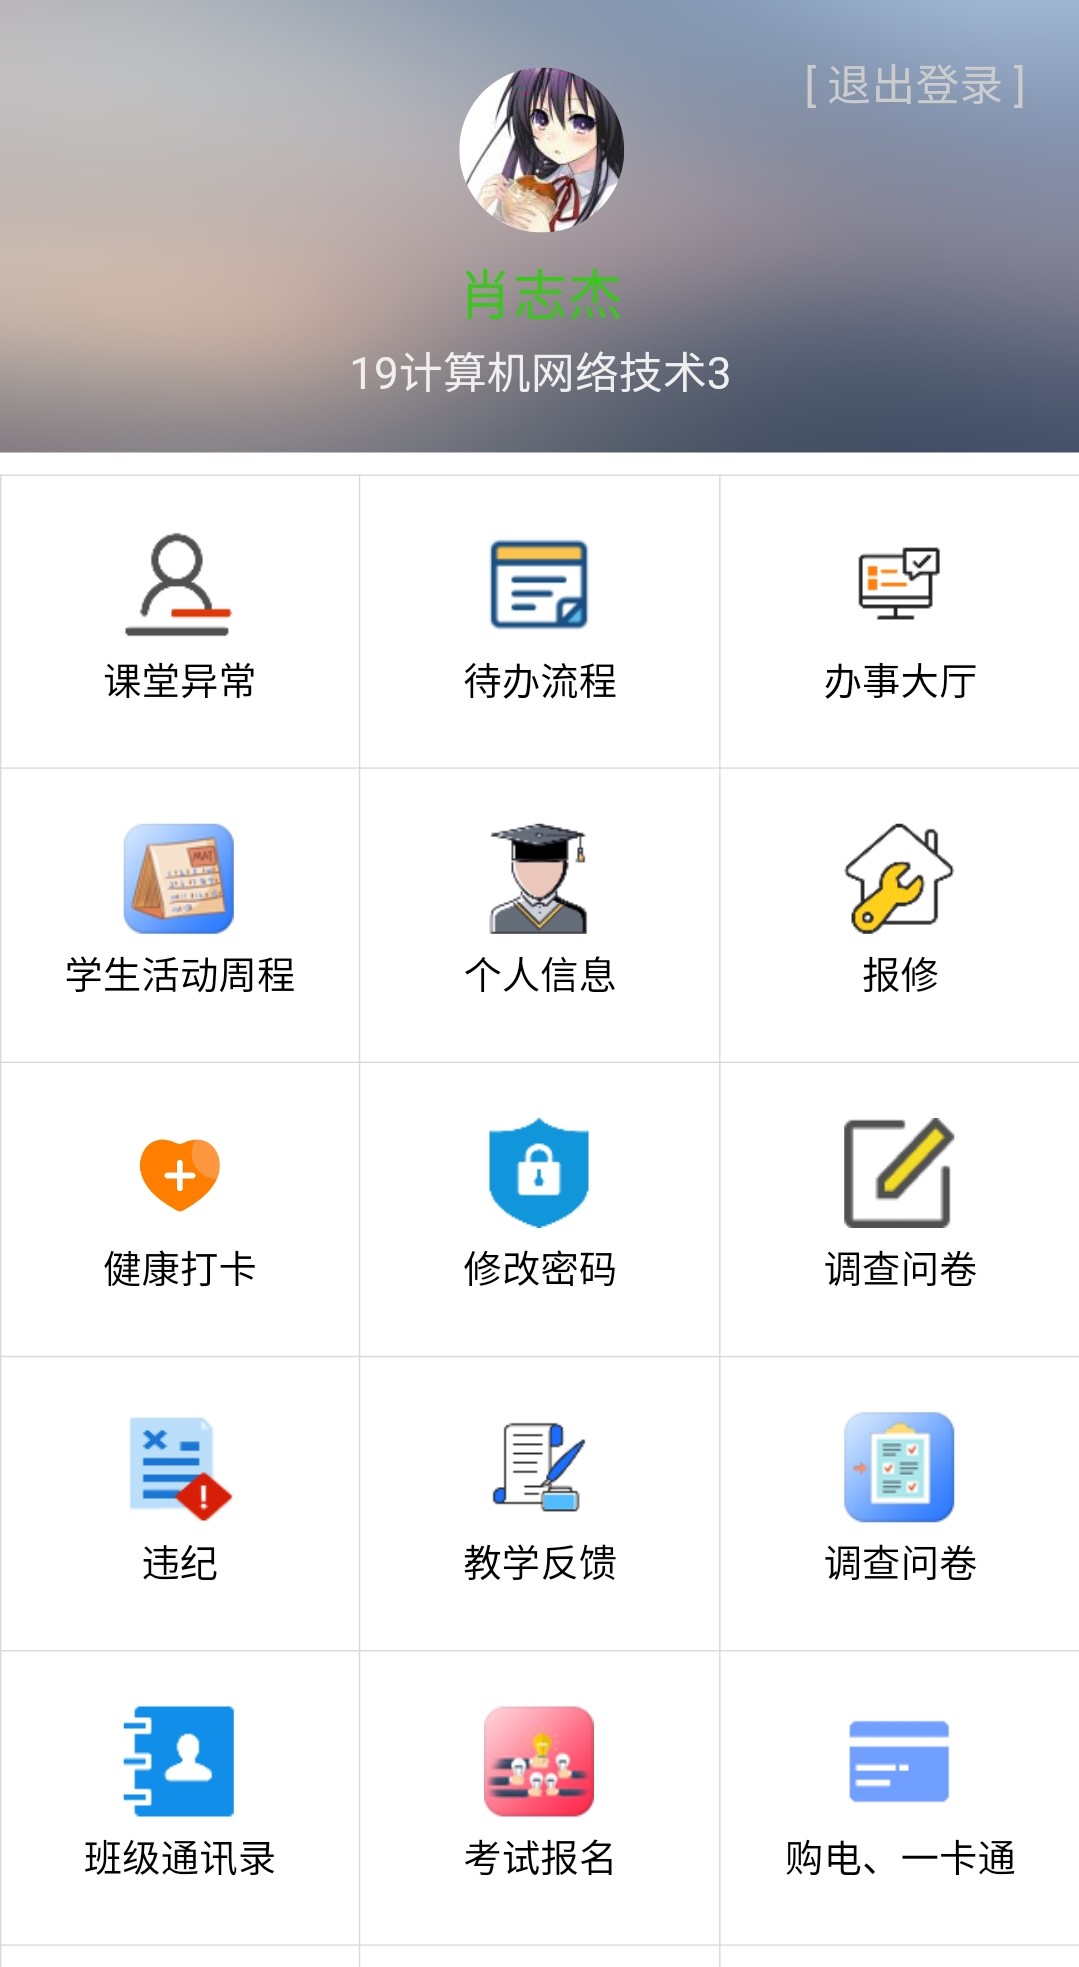 [ 退出登录 ]
肖志杰
19计算机网络技术3
课堂异常
待办流程
办事大厅
MAT
学生活动周程
个人信息
报修
健康打卡
修改密码
调查问卷
违纪
教学反馈
调查问卷
班级通讯录
考试报名
购电、一卡通